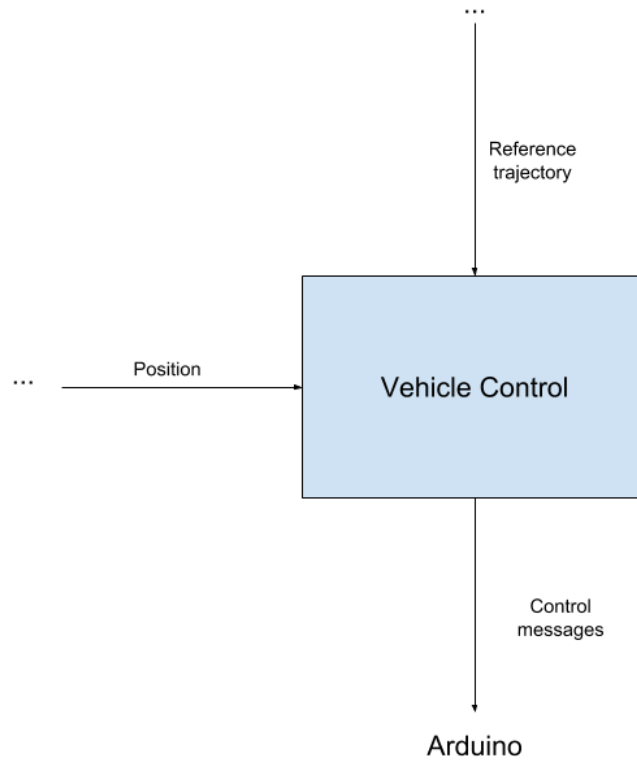 ...
Reference
trajectory
...
Position
Vehicle Control
Control
messages
Arduino